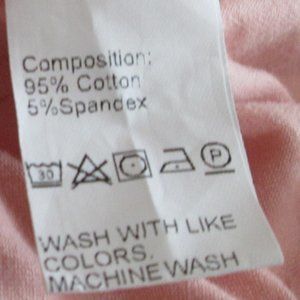 Composition:
95% Cotton
5%Spandex
30 P
WASH WITH LIKE
COLORS.
MACHINE WASH